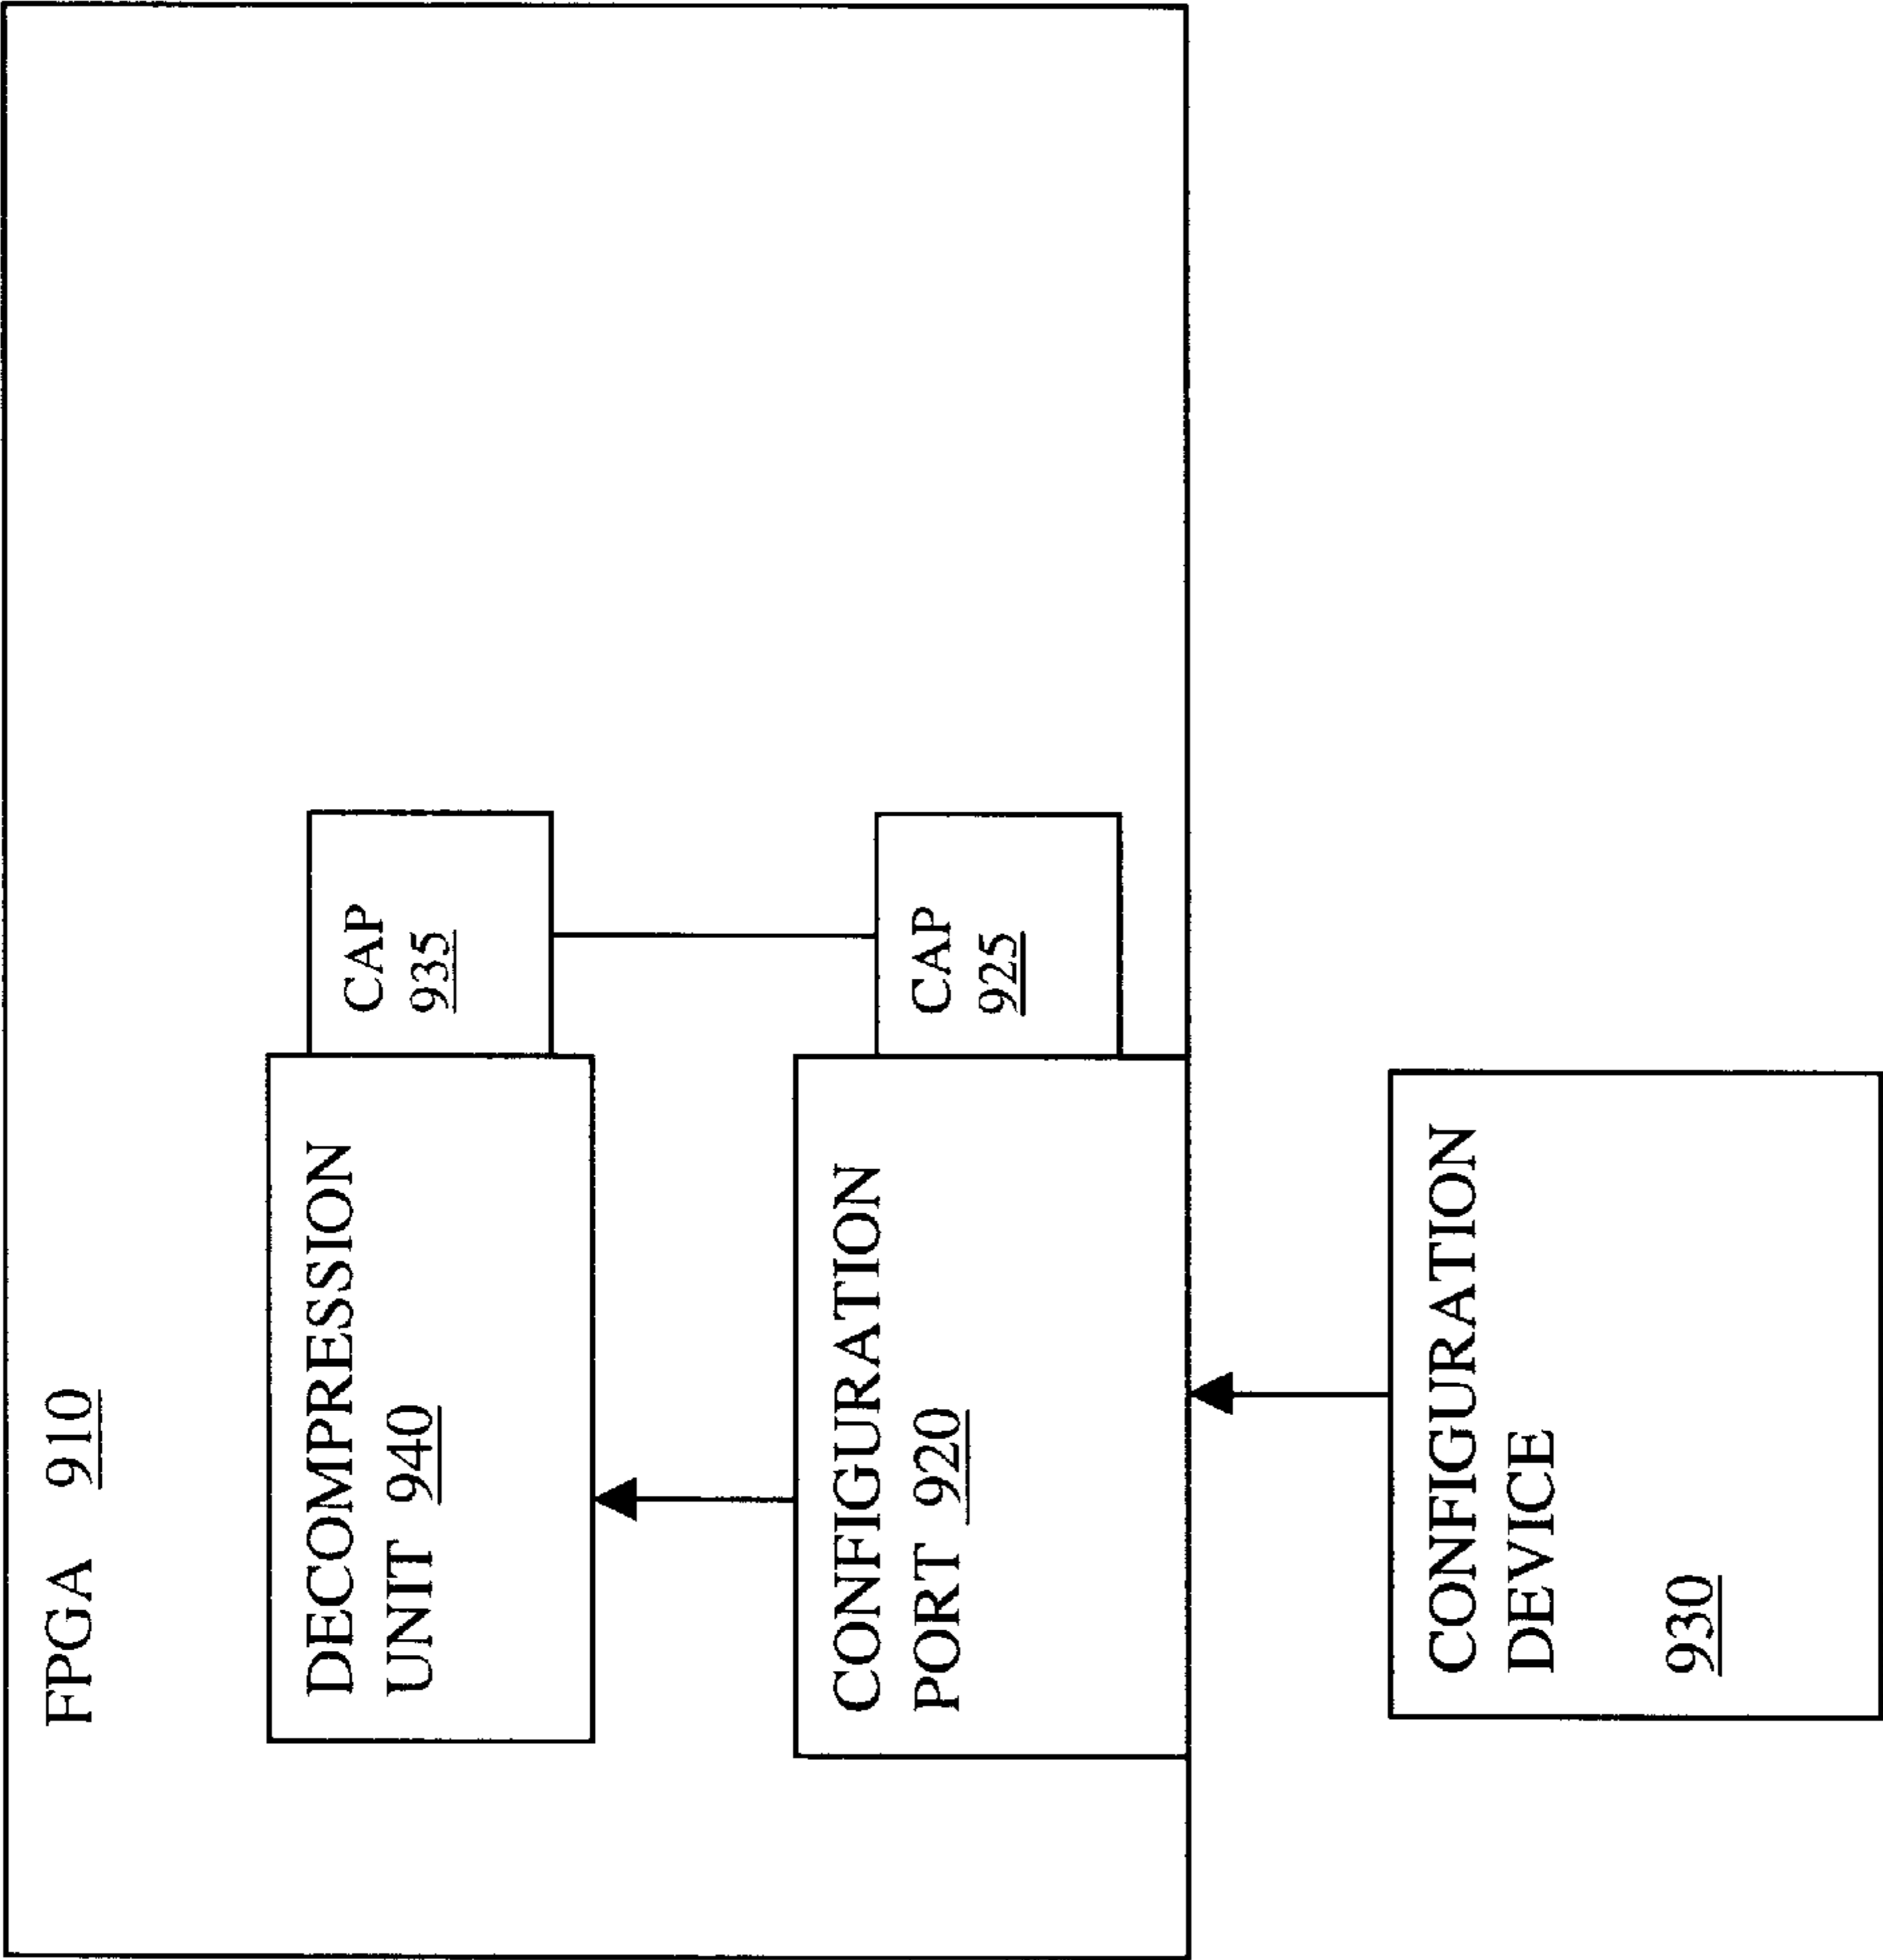 FPGA 910
DECOMPRESSION
UNIT 940
CAP
935
CONFIGURATION
PORT 920
CAP
925
CONFIGURATION
DEVICE
930